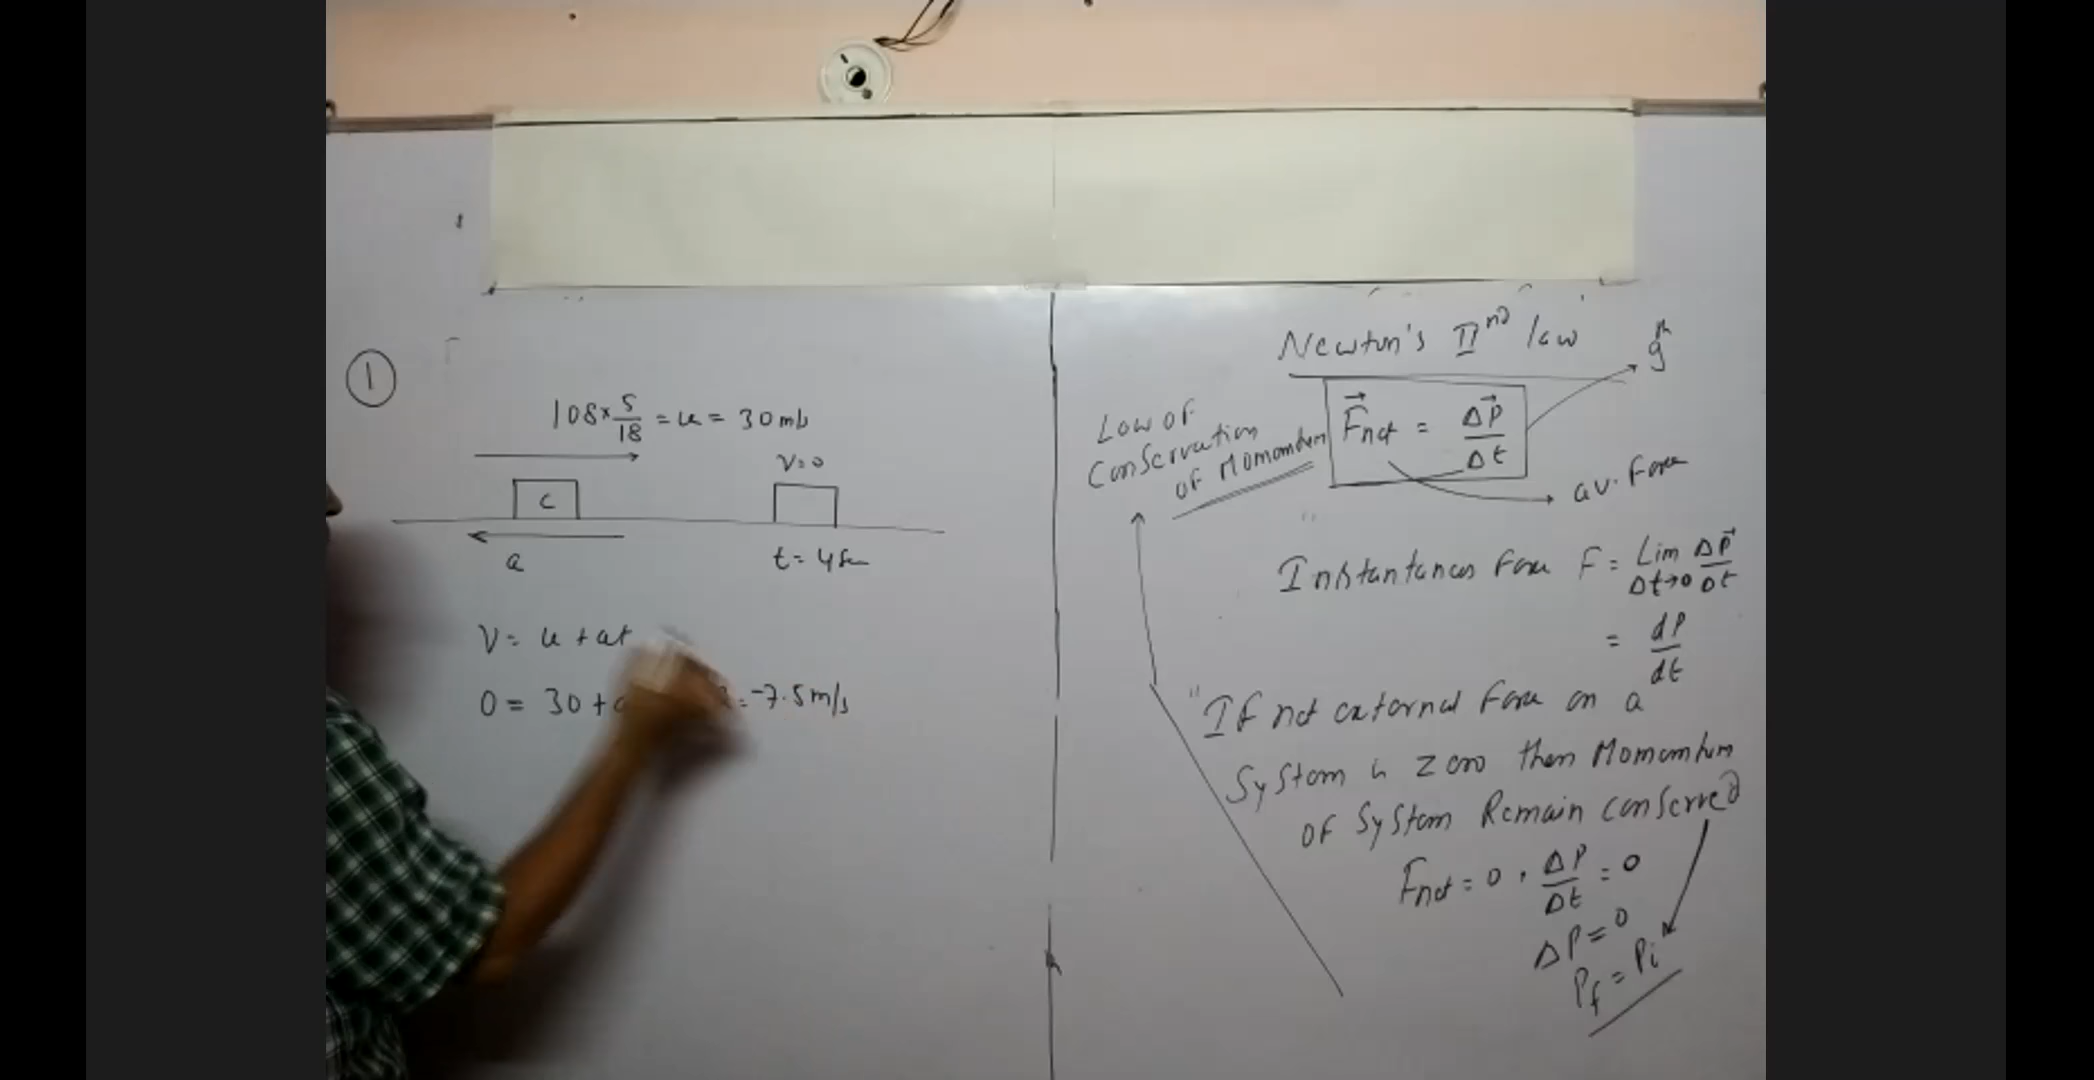 1
108×5/18 = u = 30 m/s
C
v=0
a
t = 4 sec
V = u + at
0 = 30 +
= -7.5 m/s
Newton's IInd law
F⃗net = ΔP⃗/Δt
av. Force
Law of
Conservation
of Momentum
Instantaneous Force F = Lim Δt→0 ΔP⃗/Δt
= dP/dt
"If net external Force on a
System is zero then Momentum
of System Remain conserved
Fnet = 0 , ΔP/Δt = 0
ΔP = 0
Pf = Pi